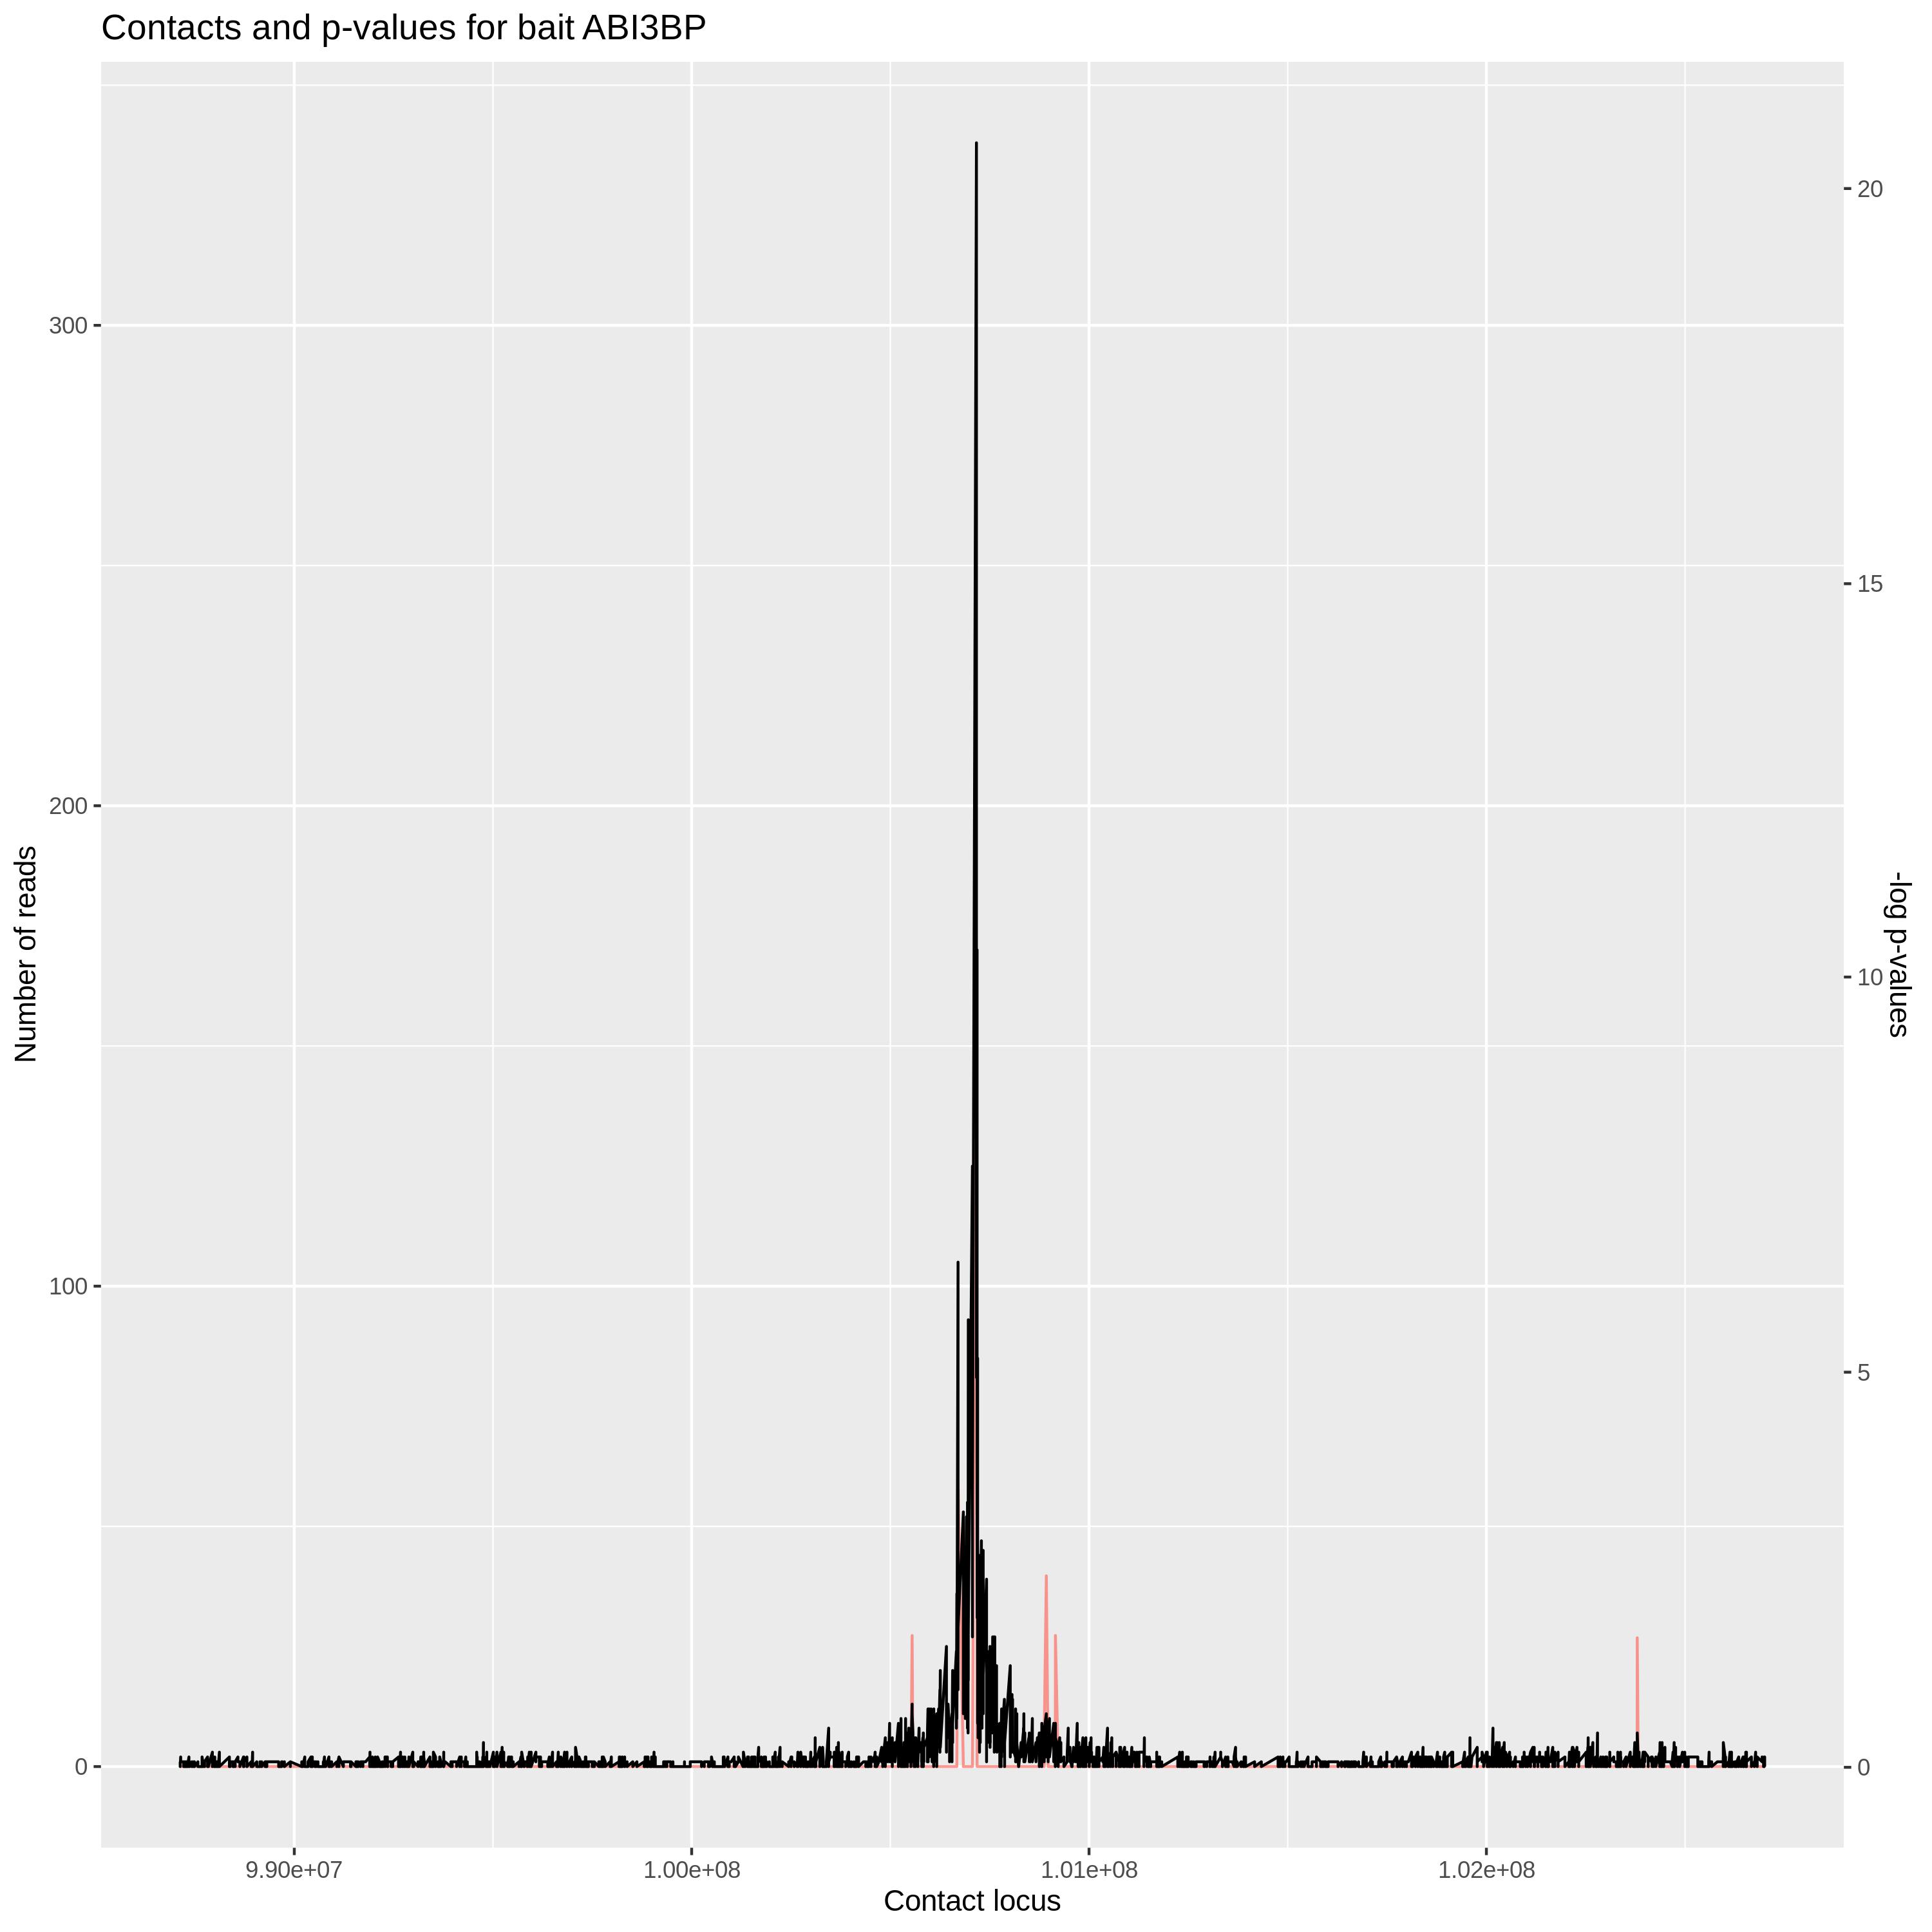 Contacts and p-values for bait ABI3BP
300
200
100
0
Number of reads
20
15
10
5
0
-log p-values
9.90e+07
1.00e+08
1.01e+08
1.02e+08
Contact locus